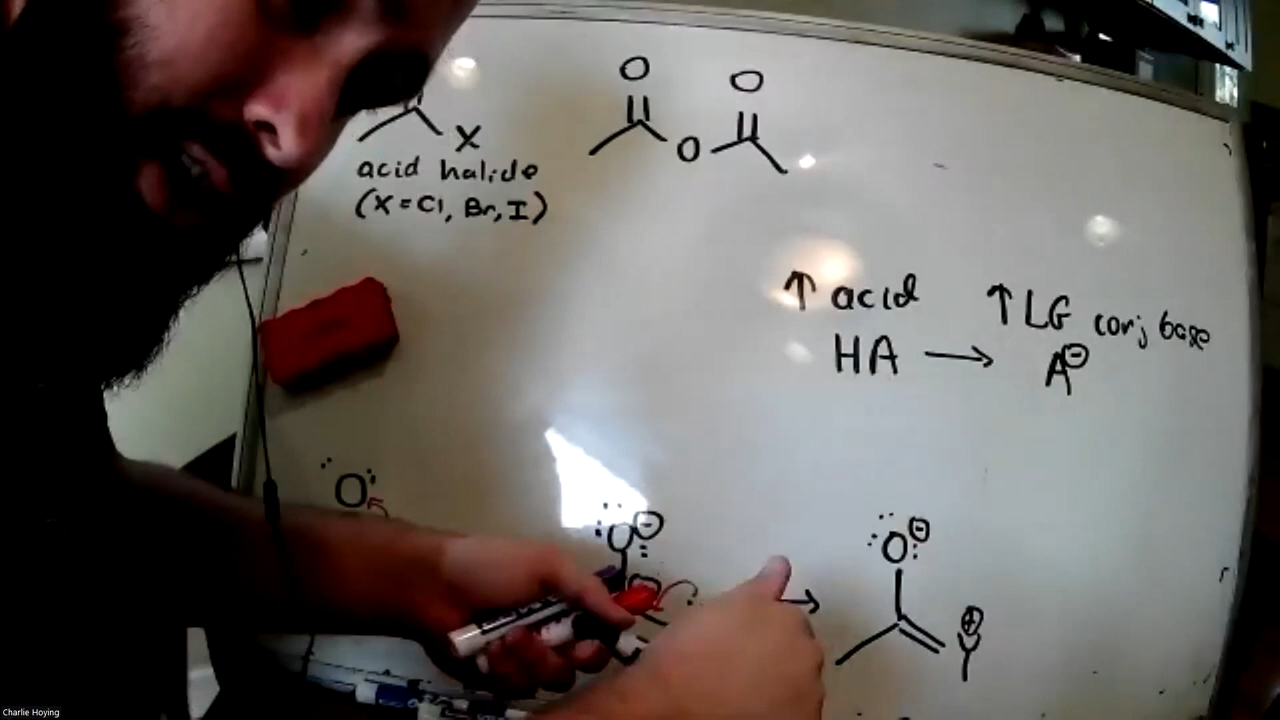 O O
X O
acid halide
(X = Cl, Br, I)
↑ acid ↑ LG conj base
HA → A⊖
O O⊖ → O⊖
Y⊕
Charlie Hoying